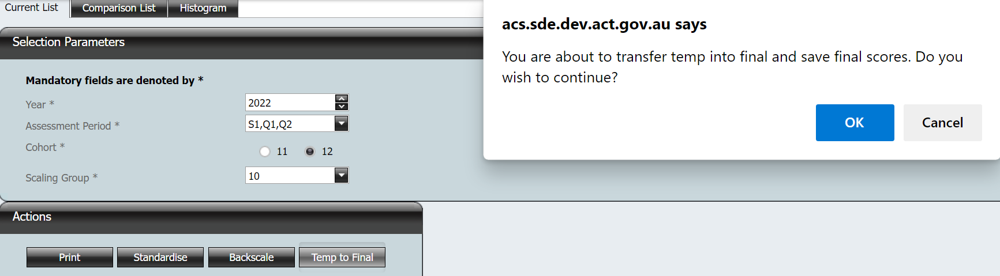 Current List
Comparison List
Histogram
Selection Parameters
Mandatory fields are denoted by *
Year *
2022
Assessment Period *
S1,Q1,Q2
Cohort *
11
12
Scaling Group *
10
Actions
Print
Standardise
Backscale
Temp to Final
acs.sde.dev.act.gov.au says
You are about to transfer temp into final and save final scores. Do you
wish to continue?
OK
Cancel